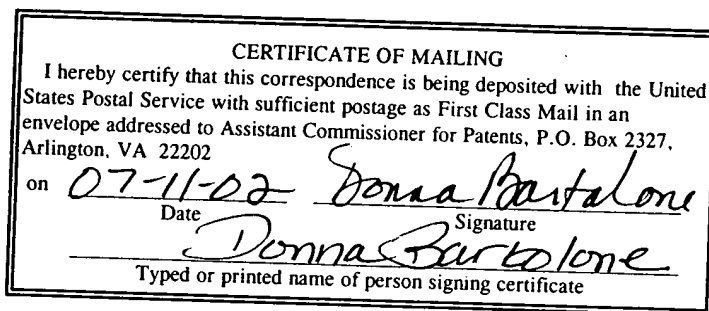 CERTIFICATE OF MAILING
I hereby certify that this correspondence is being deposited with the United
States Postal Service with sufficient postage as First Class Mail in an
envelope addressed to Assistant Commissioner for Patents, P.O. Box 2327,
Arlington, VA 22202
on 07-11-02 Donna Bartolone
Date Signature
Donna Bartolone
Typed or printed name of person signing certificate